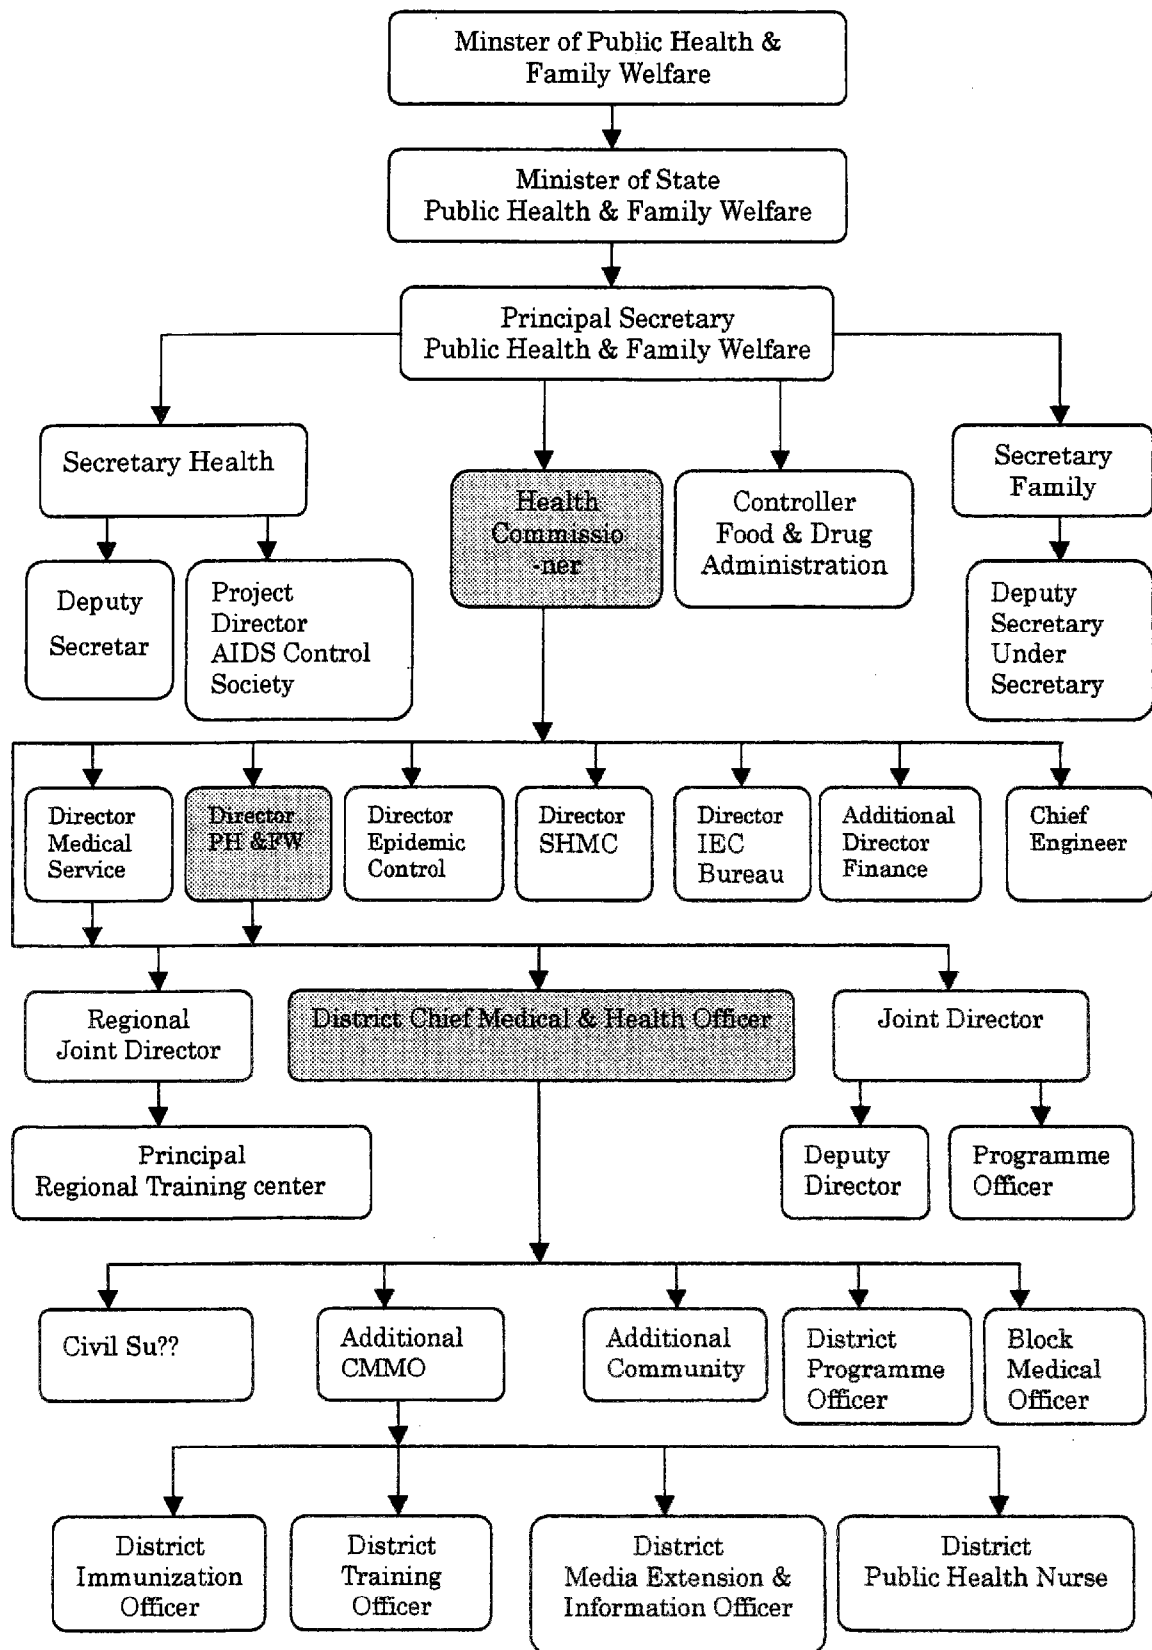 Minster of Public Health &
Family Welfare
Minister of State
Public Health & Family Welfare
Principal Secretary
Public Health & Family Welfare
Secretary Health
Health
Commissio
-ner
Controller
Food & Drug
Administration
Secretary
Family
Deputy
Secretar
Project
Director
AIDS Control
Society
Deputy
Secretary
Under
Secretary
Director
Medical
Service
Director
PH &FW
Director
Epidemic
Control
Director
SHMC
Director
IEC
Bureau
Additional
Director
Finance
Chief
Engineer
Regional
Joint Director
District Chief Medical & Health Officer
Joint Director
Principal
Regional Training center
Deputy
Director
Programme
Officer
Civil Su??
Additional
CMMO
Additional
Community
District
Programme
Officer
Block
Medical
Officer
District
Immunization
Officer
District
Training
Officer
District
Media Extension &
Information Officer
District
Public Health Nurse